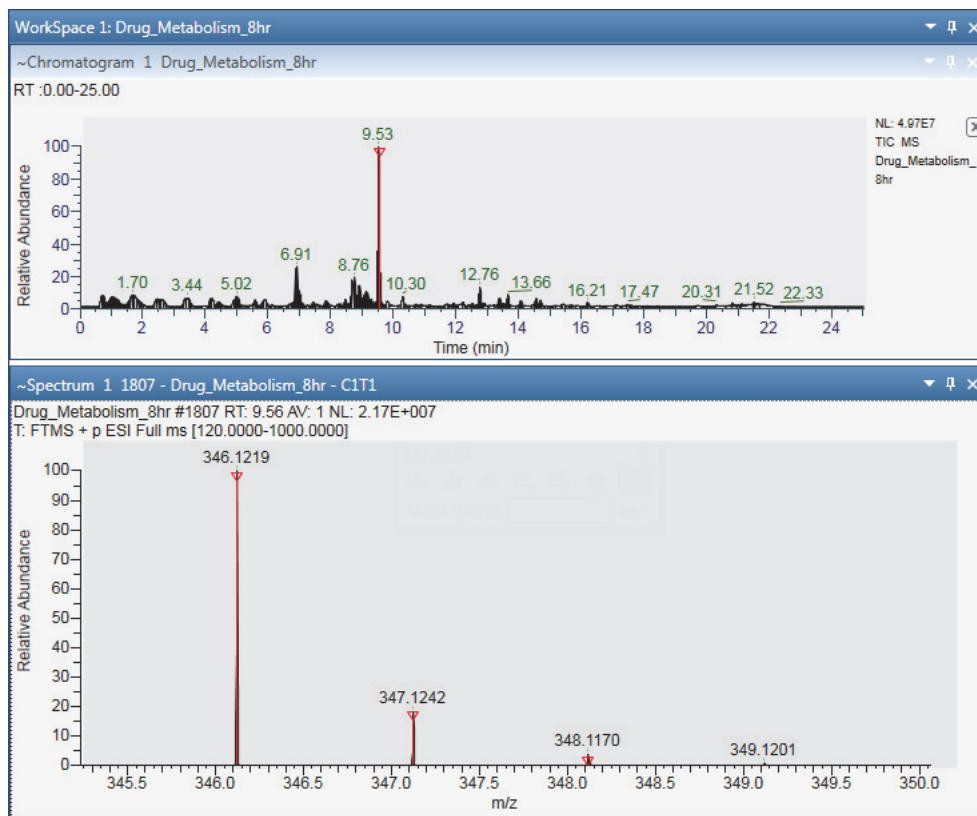 WorkSpace 1: Drug_Metabolism_8hr
~Chromatogram 1 Drug_Metabolism_8hr
RT :0.00-25.00
NL: 4.97E7
TIC MS
Drug_Metabolism_
8hr
Relative Abundance
100
80
60
40
20
0
9.53
6.91
8.76
1.70
3.44
5.02
10.30
12.76
13.66
16.21
17.47
20.31
21.52
22.33
0 2 4 6 8 10 12 14 16 18 20 22 24
Time (min)
~Spectrum 1 1807 - Drug_Metabolism_8hr - C1T1
Drug_Metabolism_8hr #1807 RT: 9.56 AV: 1 NL: 2.17E+007
T: FTMS + p ESI Full ms [120.0000-1000.0000]
Relative Abundance
100
90
80
70
60
50
40
30
20
10
0
346.1219
347.1242
348.1170
349.1201
345.5 346.0 346.5 347.0 347.5 348.0 348.5 349.0 349.5 350.0
m/z